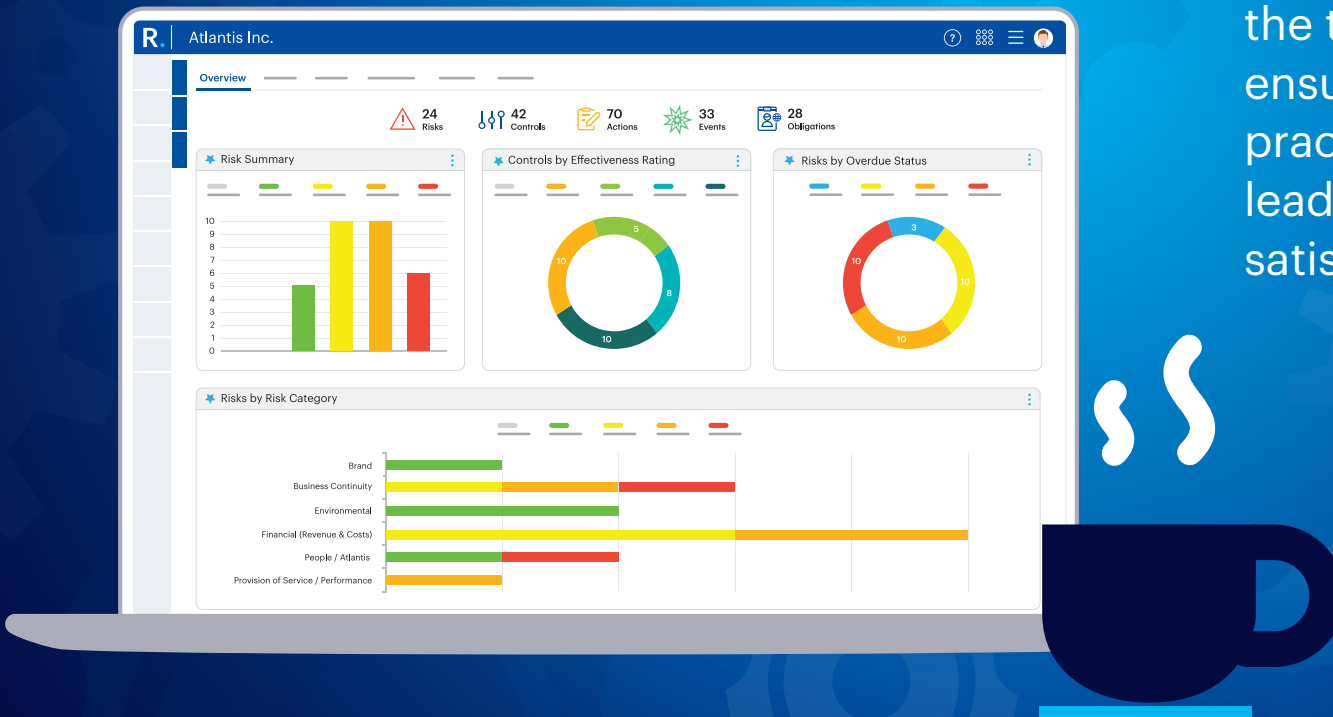 R. Atlantis Inc.
?
Overview
24
Risks
42
Controls
70
Actions
33
Events
28
Obligations
Risk Summary
10
9
8
7
6
5
4
3
2
1
0
Controls by Effectiveness Rating
5
10
8
10
Risks by Overdue Status
3
10
10
10
Risks by Risk Category
Brand
Business Continuity
Environmental
Financial (Revenue & Costs)
People / Atlantis
Provision of Service / Performance
the t
ensu
prac
lead
satis